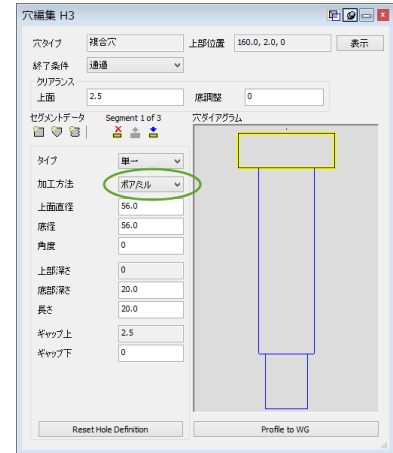 穴編集 H3
穴タイプ 複合穴 上部位置 160.0, 2.0, 0 表示
終了条件 通過
クリアランス
上面 2.5 底調整 0
セグメントデータ Segment 1 of 3 穴ダイアグラム
タイプ 単一
加工方法 ボア/ミル
上面直径 56.0
底径 56.0
角度 0
上部深さ 0
底部深さ 20.0
長さ 20.0
ギャップ上 2.5
ギャップ下 0
Reset Hole Definition Profile to WG